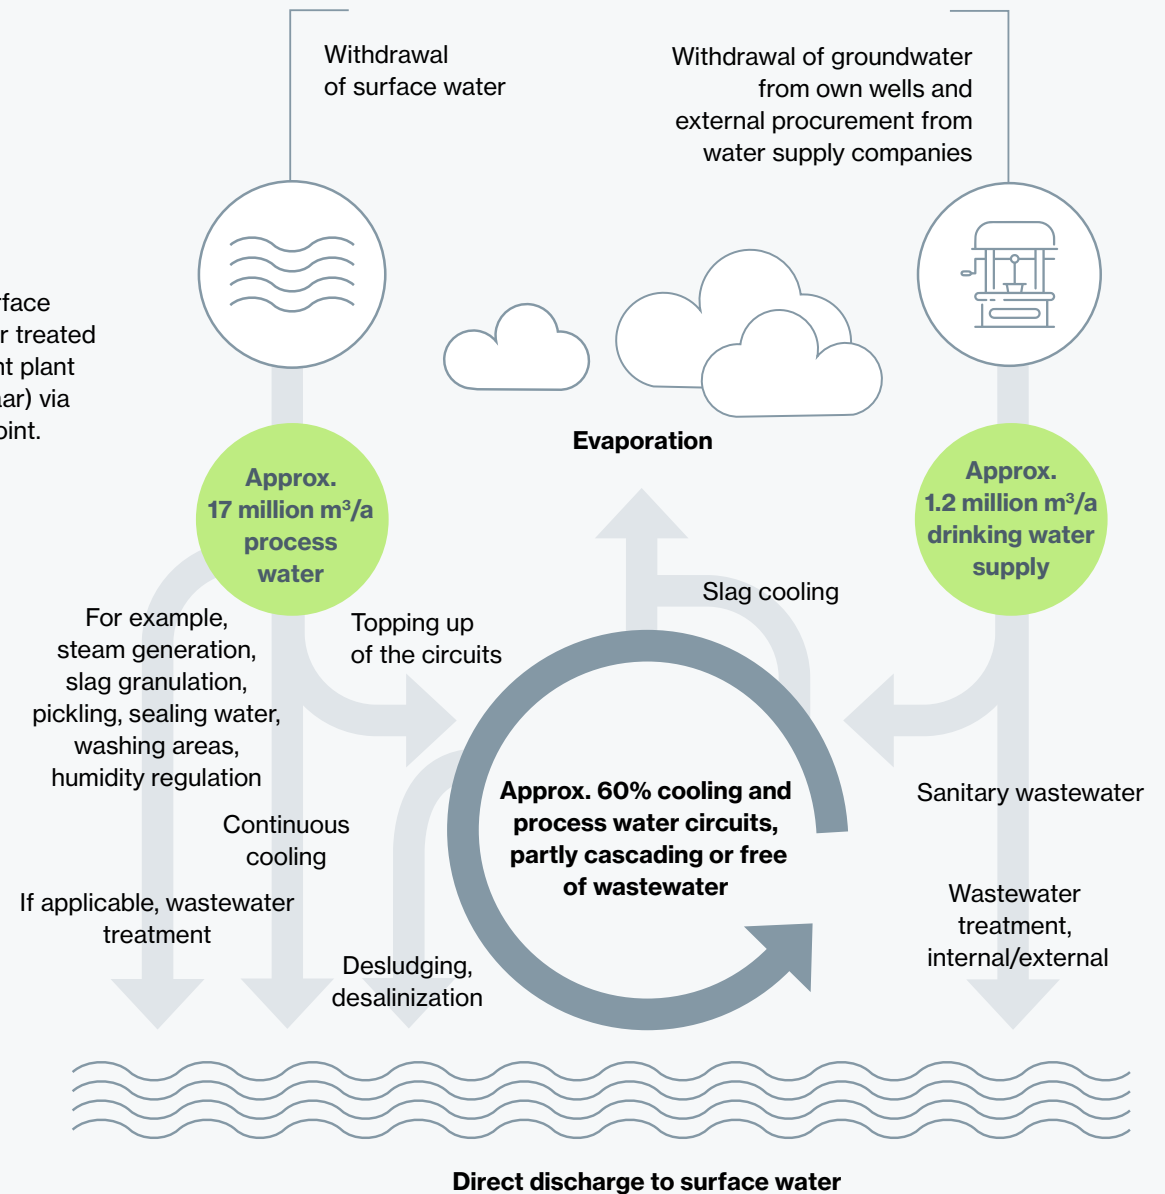 Withdrawal
of surface water
Withdrawal of groundwater
from own wells and
external procurement from
water supply companies
r treated
nt plant
via
Evaporation
Approx.
17 million m³/a
process
water
Approx.
1.2 million m³/a
drinking water
supply
For example,
steam generation,
slag granulation,
pickling, sealing water,
washing areas,
humidity regulation
Topping up
of the circuits
Slag cooling
Approx. 60% cooling and
process water circuits,
partly cascading or free
of wastewater
Continuous
cooling
If applicable, wastewater
treatment
Desludging,
desalinization
Sanitary wastewater
Wastewater
treatment,
internal/external
Direct discharge to surface water